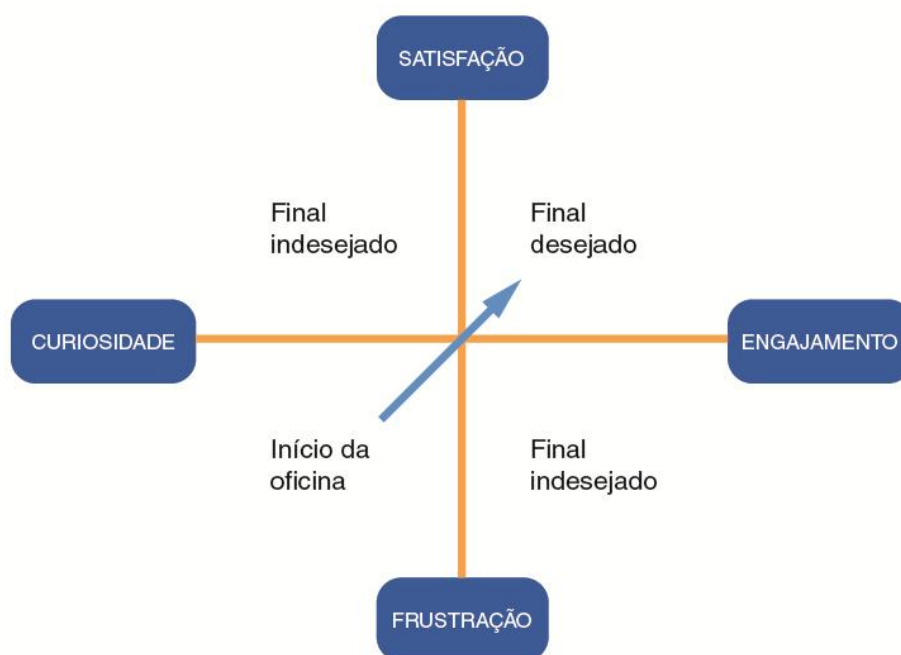 SATISFAÇÃO
Final
indesejado
Final
desejado
CURIOSIDADE
ENGAJAMENTO
Início da
oficina
Final
indesejado
FRUSTRAÇÃO